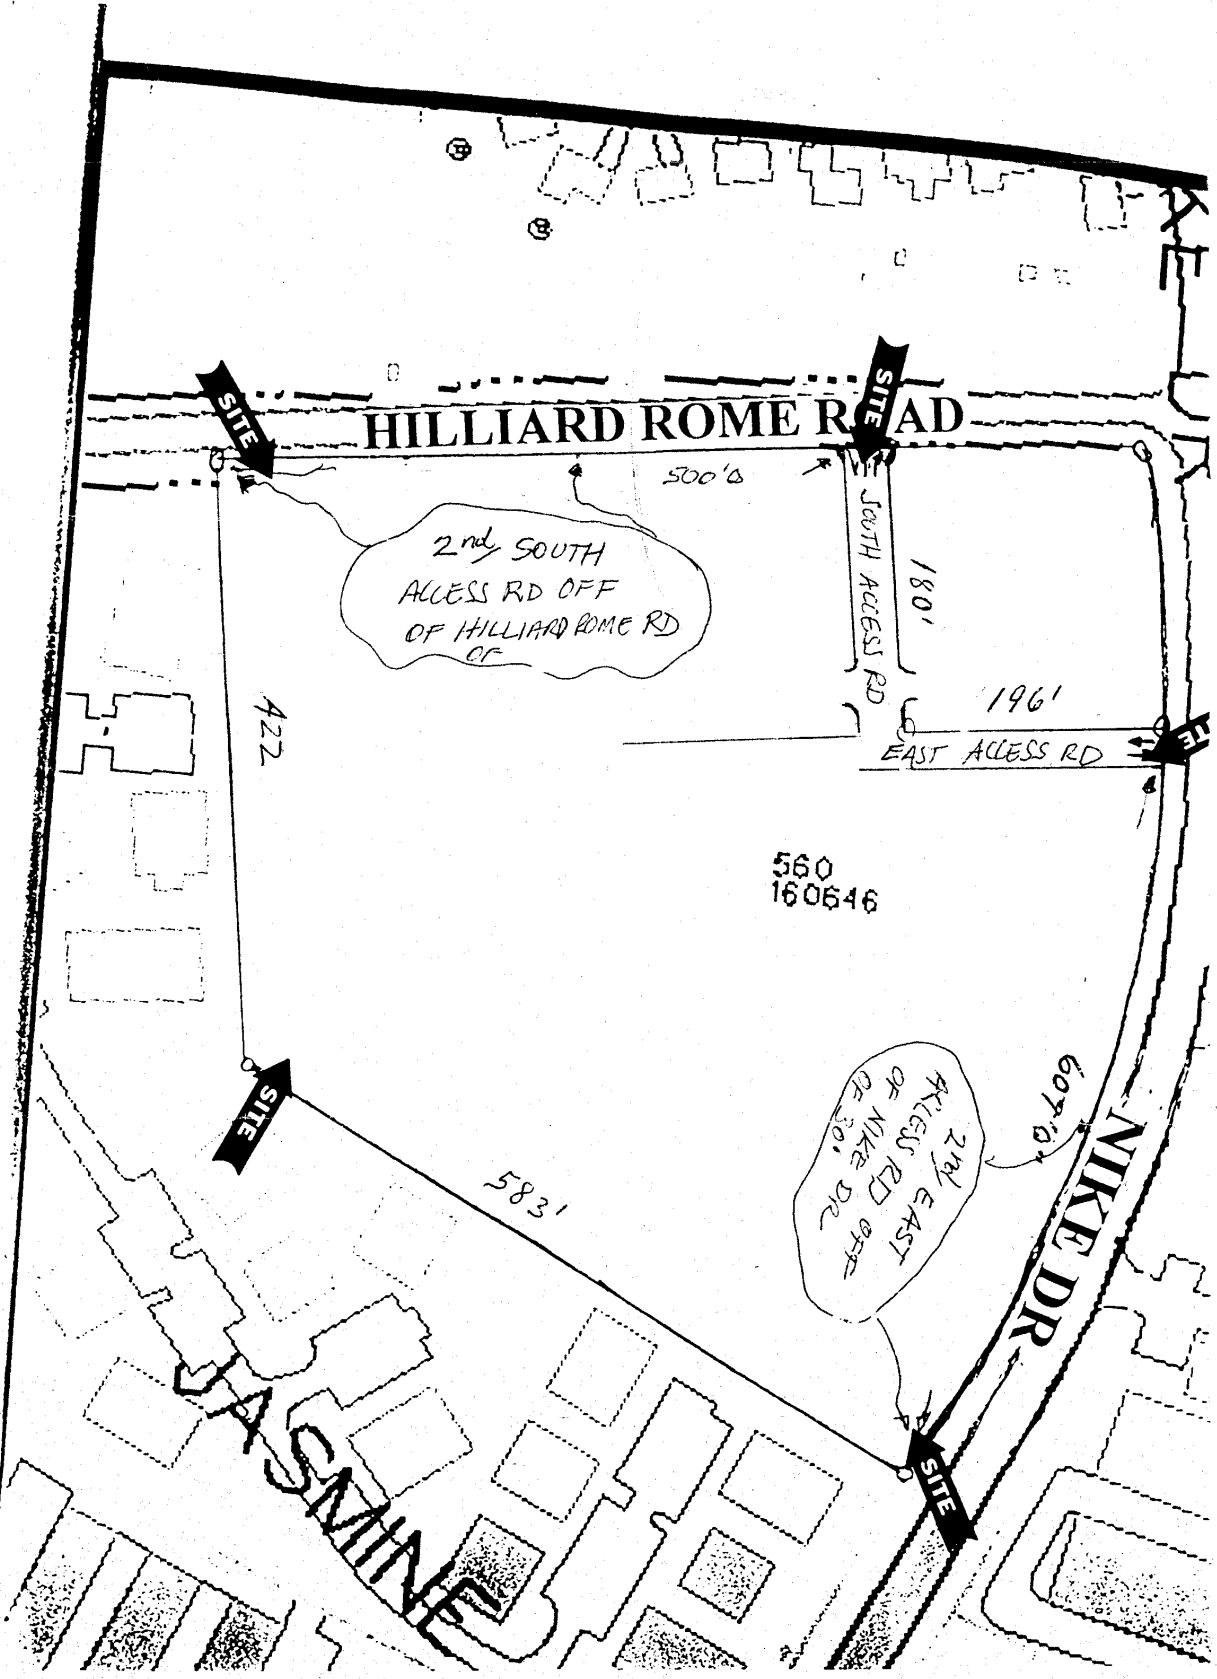 SITE
SITE
HILLIARD ROME ROAD
500'0
2nd SOUTH
ACCESS RD OFF
OF HILLIARD ROME RD
OF
SOUTH ACCESS RD
180'
422
196'
EAST ACCESS RD
560
160646
2nd EAST
ACCESS RD OFF
OF NIKE DR
OF 30'
609'0"
NIKE DR
SITE
583'
SITE
JASMINE